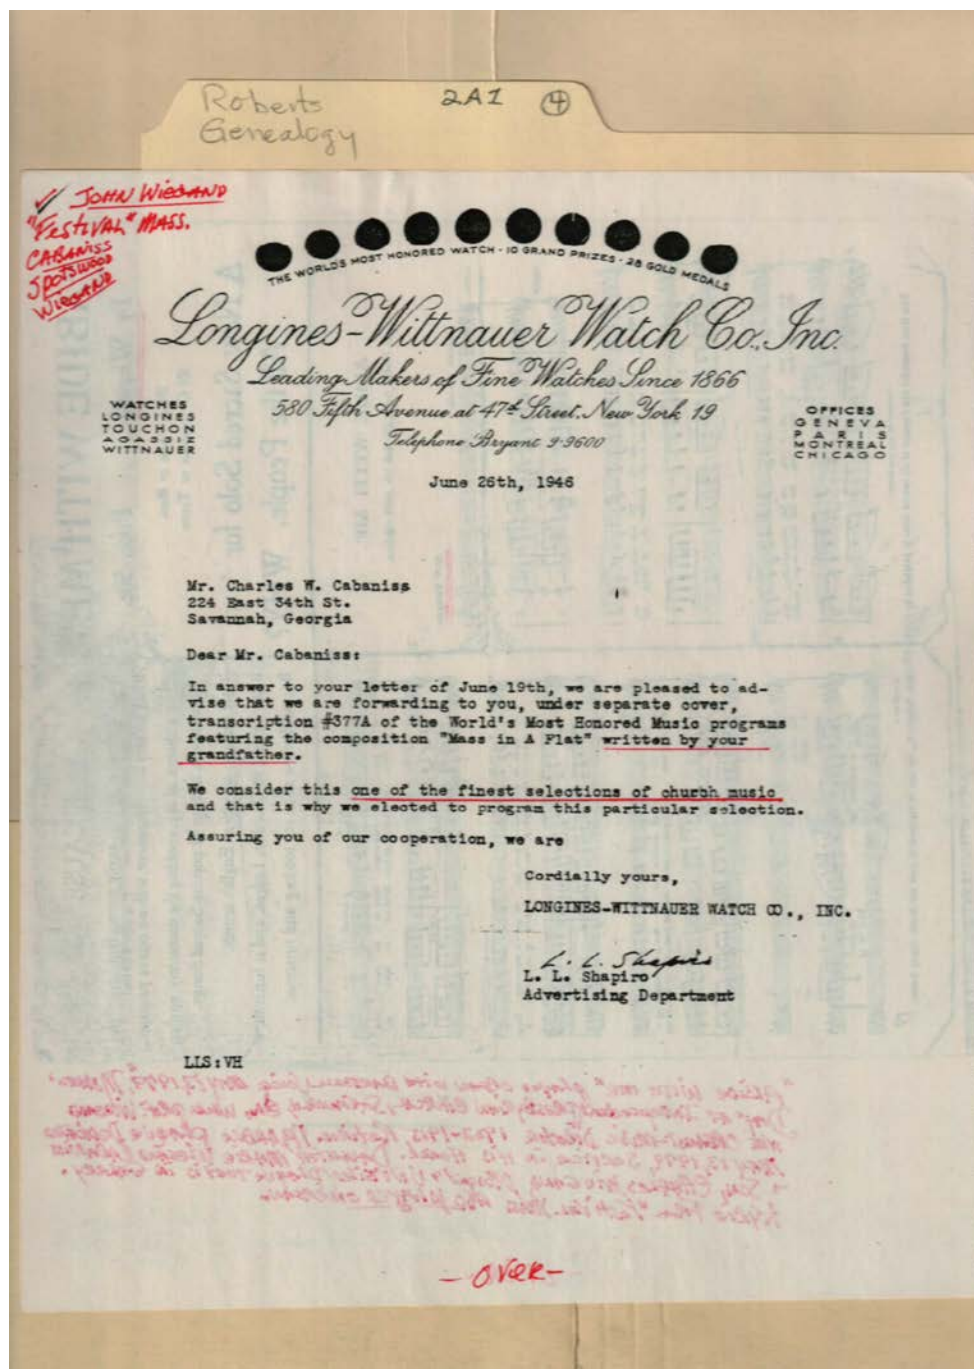 Roberts 2A1 4
Genealogy
✓ JOHN WIEGAND
"FESTIVAL" MASS.
CABANISS
SPOTSWOOD
WIEGAND
THE WORLD'S MOST HONORED WATCH · 10 GRAND PRIZES · 28 GOLD MEDALS
Longines-Wittnauer Watch Co., Inc.
Leading Makers of Fine Watches Since 1866
580 Fifth Avenue at 47th Street, New York 19
Telephone Bryant 9-9600
WATCHES
LONGINES
TOUCHON
AGASSIZ
WITTNAUER
OFFICES
GENEVA
PARIS
MONTREAL
CHICAGO
June 26th, 1946
Mr. Charles W. Cabaniss
224 East 34th St.
Savannah, Georgia
Dear Mr. Cabaniss:
In answer to your letter of June 19th, we are pleased to ad-
vise that we are forwarding to you, under separate cover,
transcription #377A of the World's Most Honored Music programs
featuring the composition "Mass in A Flat" written by your
grandfather.
We consider this one of the finest selections of church music
and that is why we elected to program this particular selection.
Assuring you of our cooperation, we are
Cordially yours,
LONGINES-WITTNAUER WATCH CO., INC.
L. L. Shapiro
L. L. Shapiro
Advertising Department
LLS:VH
- OVER -